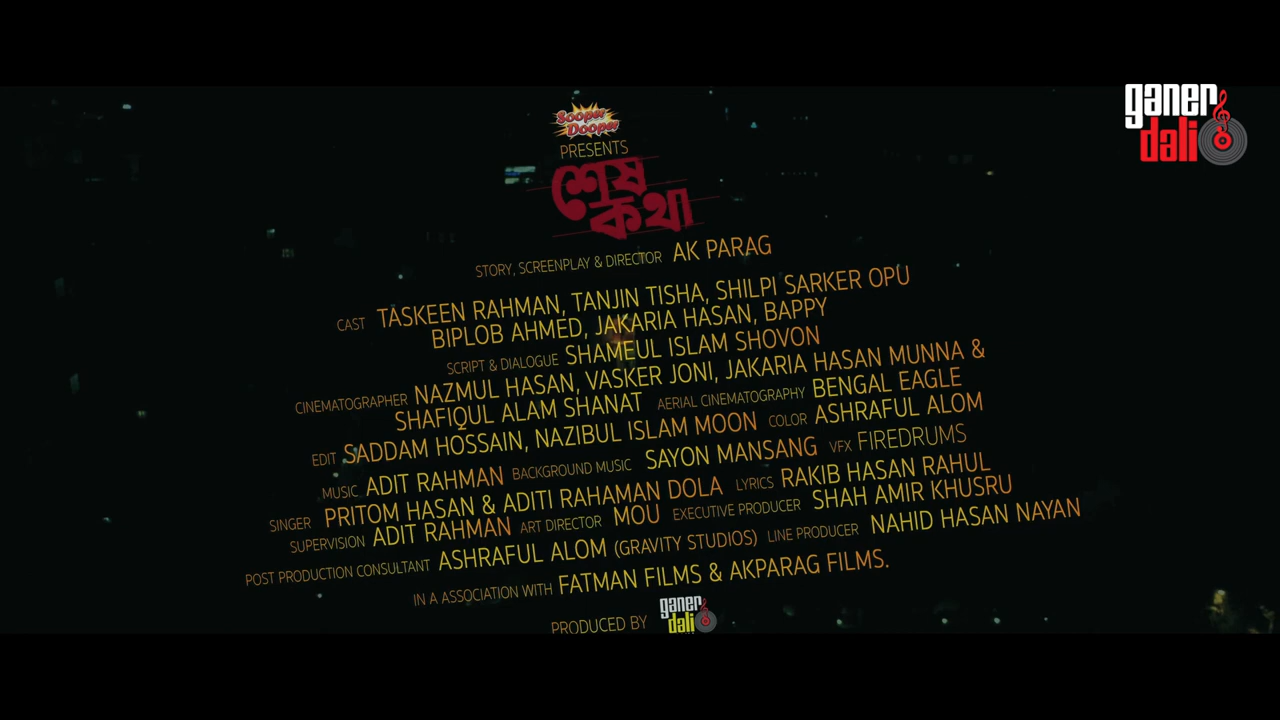 ganer
dali
Sooper
Dooper
PRESENTS
শেষ
কথা
STORY, SCREENPLAY & DIRECTOR AK PARAG
CAST TASKEEN RAHMAN, TANJIN TISHA, SHILPI SARKER OPU
BIPLOB AHMED, JAKARIA HASAN, BAPPY
SCRIPT & DIALOGUE SHAMEUL ISLAM SHOVON
CINEMATOGRAPHER NAZMUL HASAN, VASKER JONI, JAKARIA HASAN MUNNA &
SHAFIQUL ALAM SHANAT AERIAL CINEMATOGRAPHY BENGAL EAGLE
EDIT SADDAM HOSSAIN, NAZIBUL ISLAM MOON COLOR ASHRAFUL ALOM
MUSIC ADIT RAHMAN BACKGROUND MUSIC SAYON MANSANG VFX FIREDRUMS
SINGER PRITOM HASAN & ADITI RAHAMAN DOLA LYRICS RAKIB HASAN RAHUL
SUPERVISION ADIT RAHMAN ART DIRECTOR MOU EXECUTIVE PRODUCER SHAH AMIR KHUSRU
POST PRODUCTION CONSULTANT ASHRAFUL ALOM (GRAVITY STUDIOS) LINE PRODUCER NAHID HASAN NAYAN
IN A ASSOCIATION WITH FATMAN FILMS & AKPARAG FILMS.
PRODUCED BY ganer dali